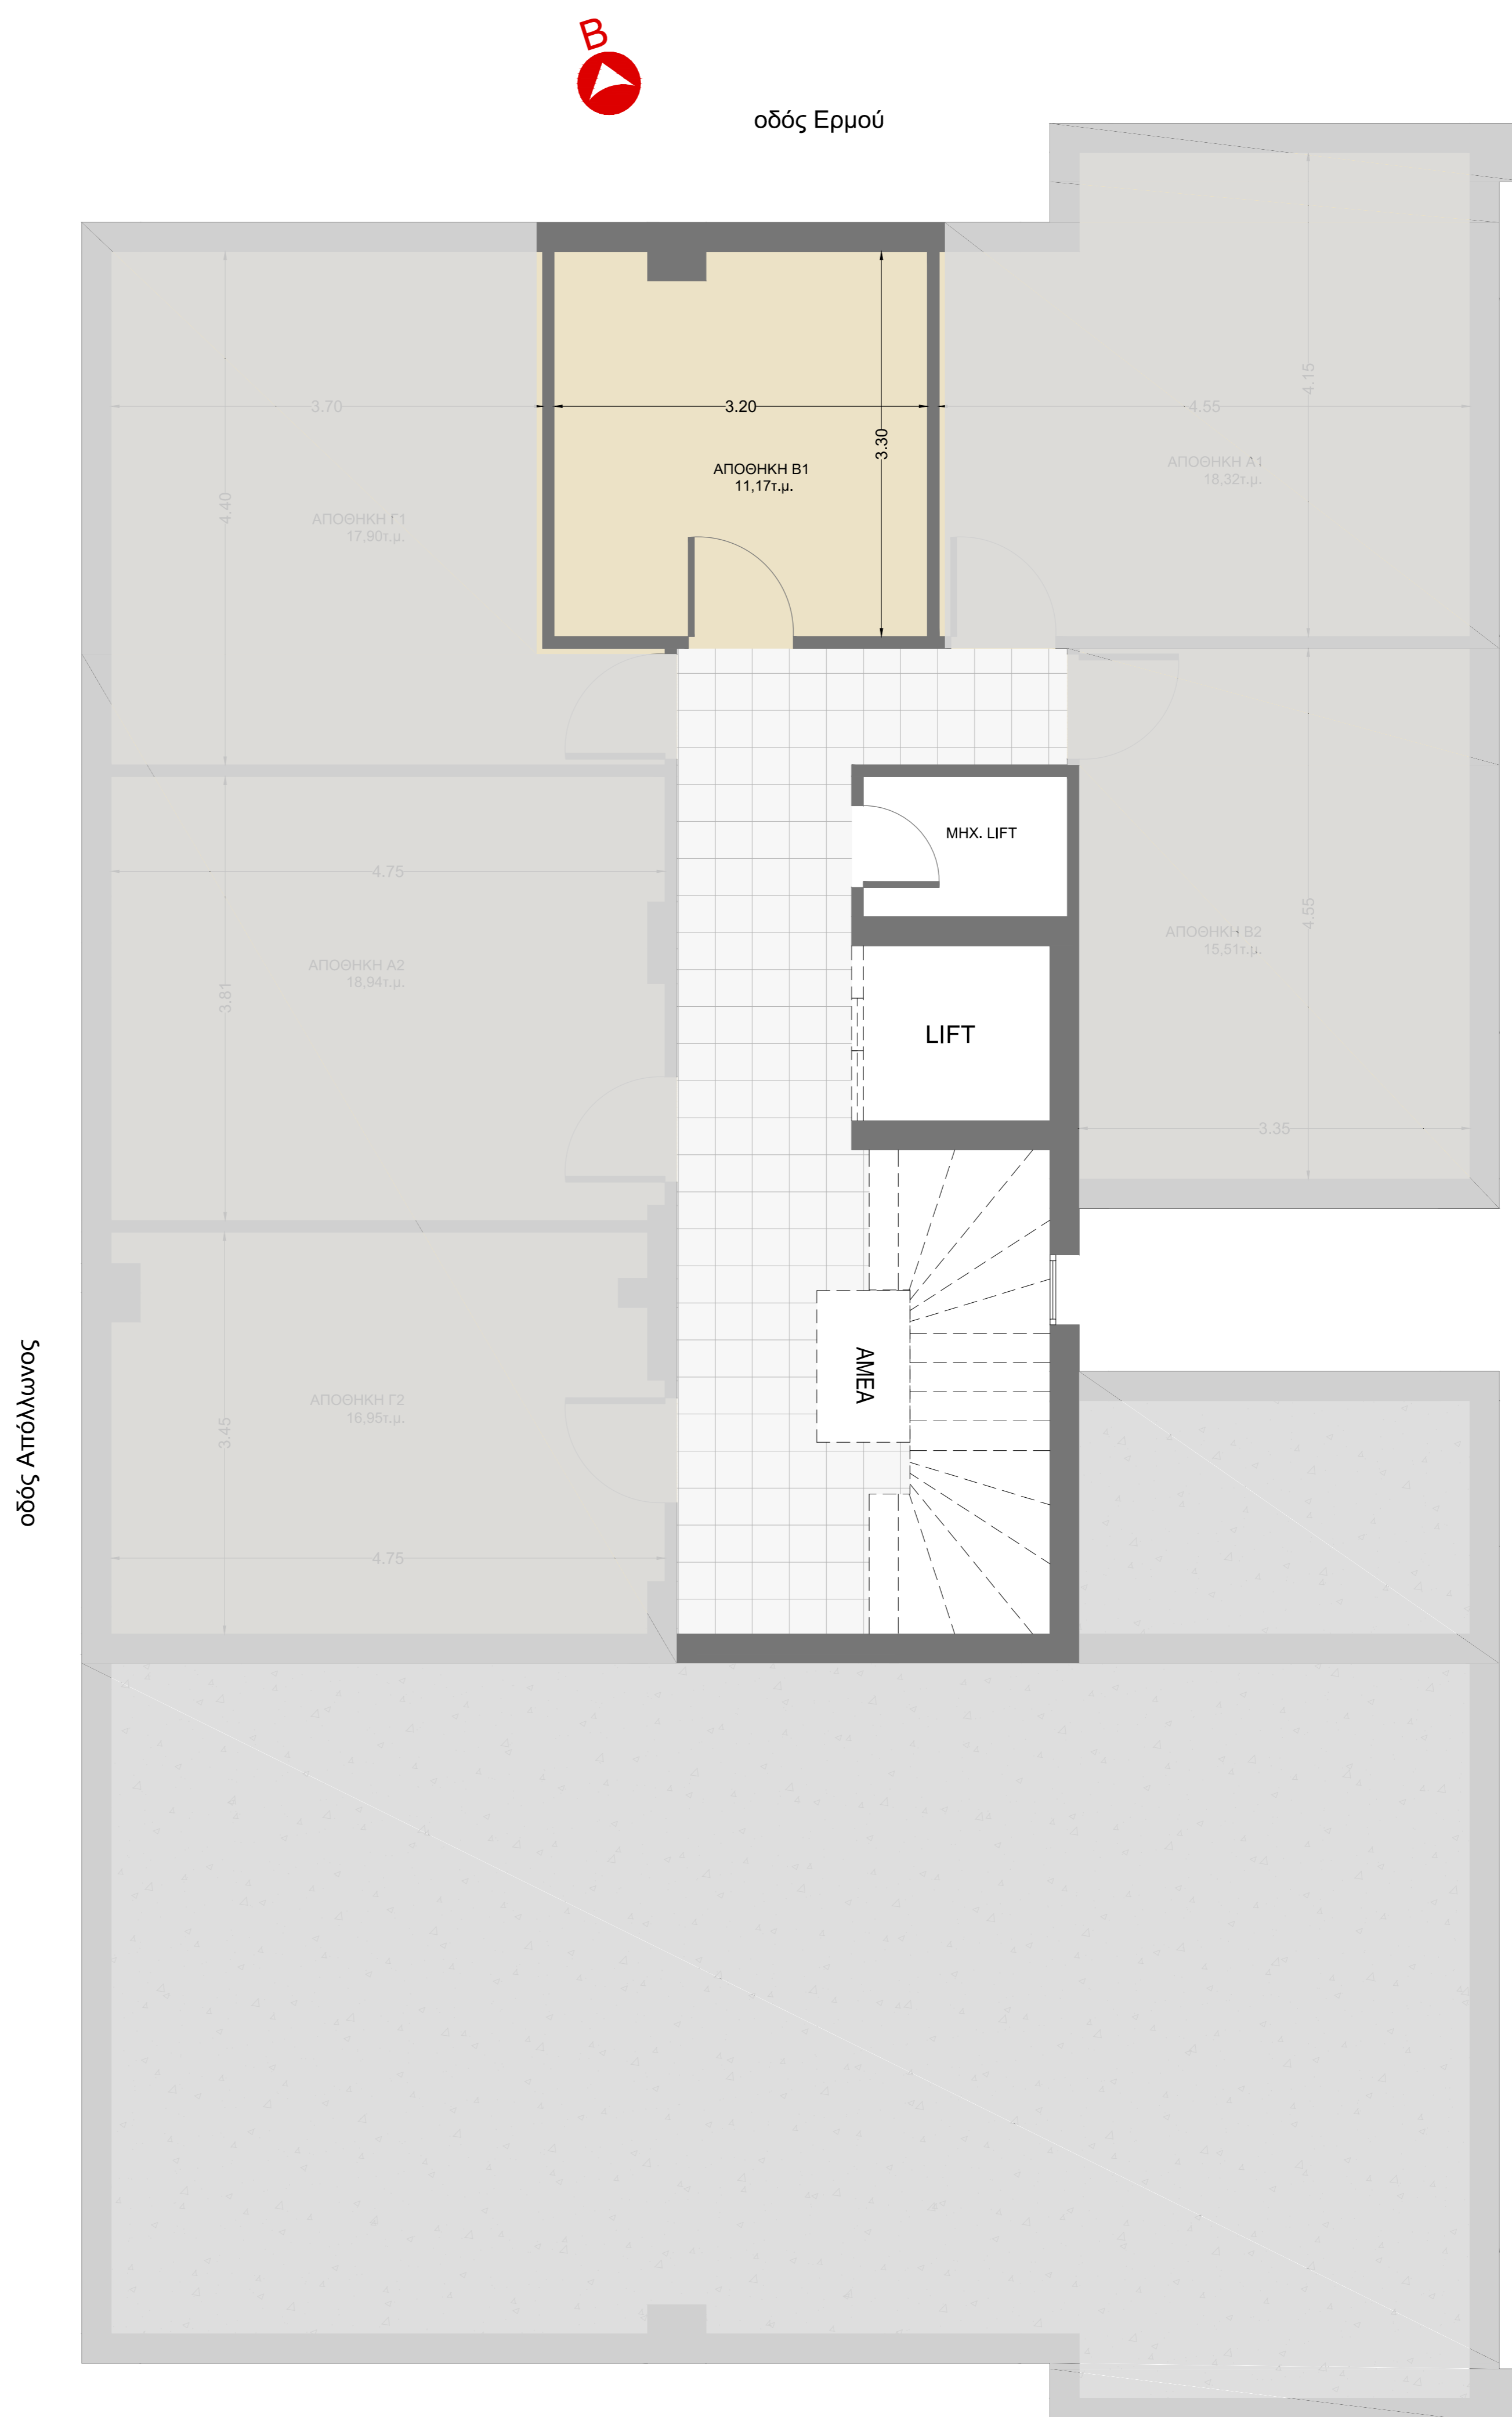 Β
οδός Ερμού
4.15
3.70
3.20
4.55
3.30
ΑΠΟΘΗΚΗ Α1
18,32τ.μ.
ΑΠΟΘΗΚΗ Β1
11,17τ.μ.
4.40
ΑΠΟΘΗΚΗ Γ1
17,90τ.μ.
ΜΗΧ. LIFT
4.75
4.55
ΑΠΟΘΗΚΗ Β2
15,51τ.μ.
ΑΠΟΘΗΚΗ Α2
18,94τ.μ.
3.81
LIFT
3.35
ΑΜΕΑ
ΑΠΟΘΗΚΗ Γ2
16,95τ.μ.
3.45
οδός Απόλλωνος
4.75